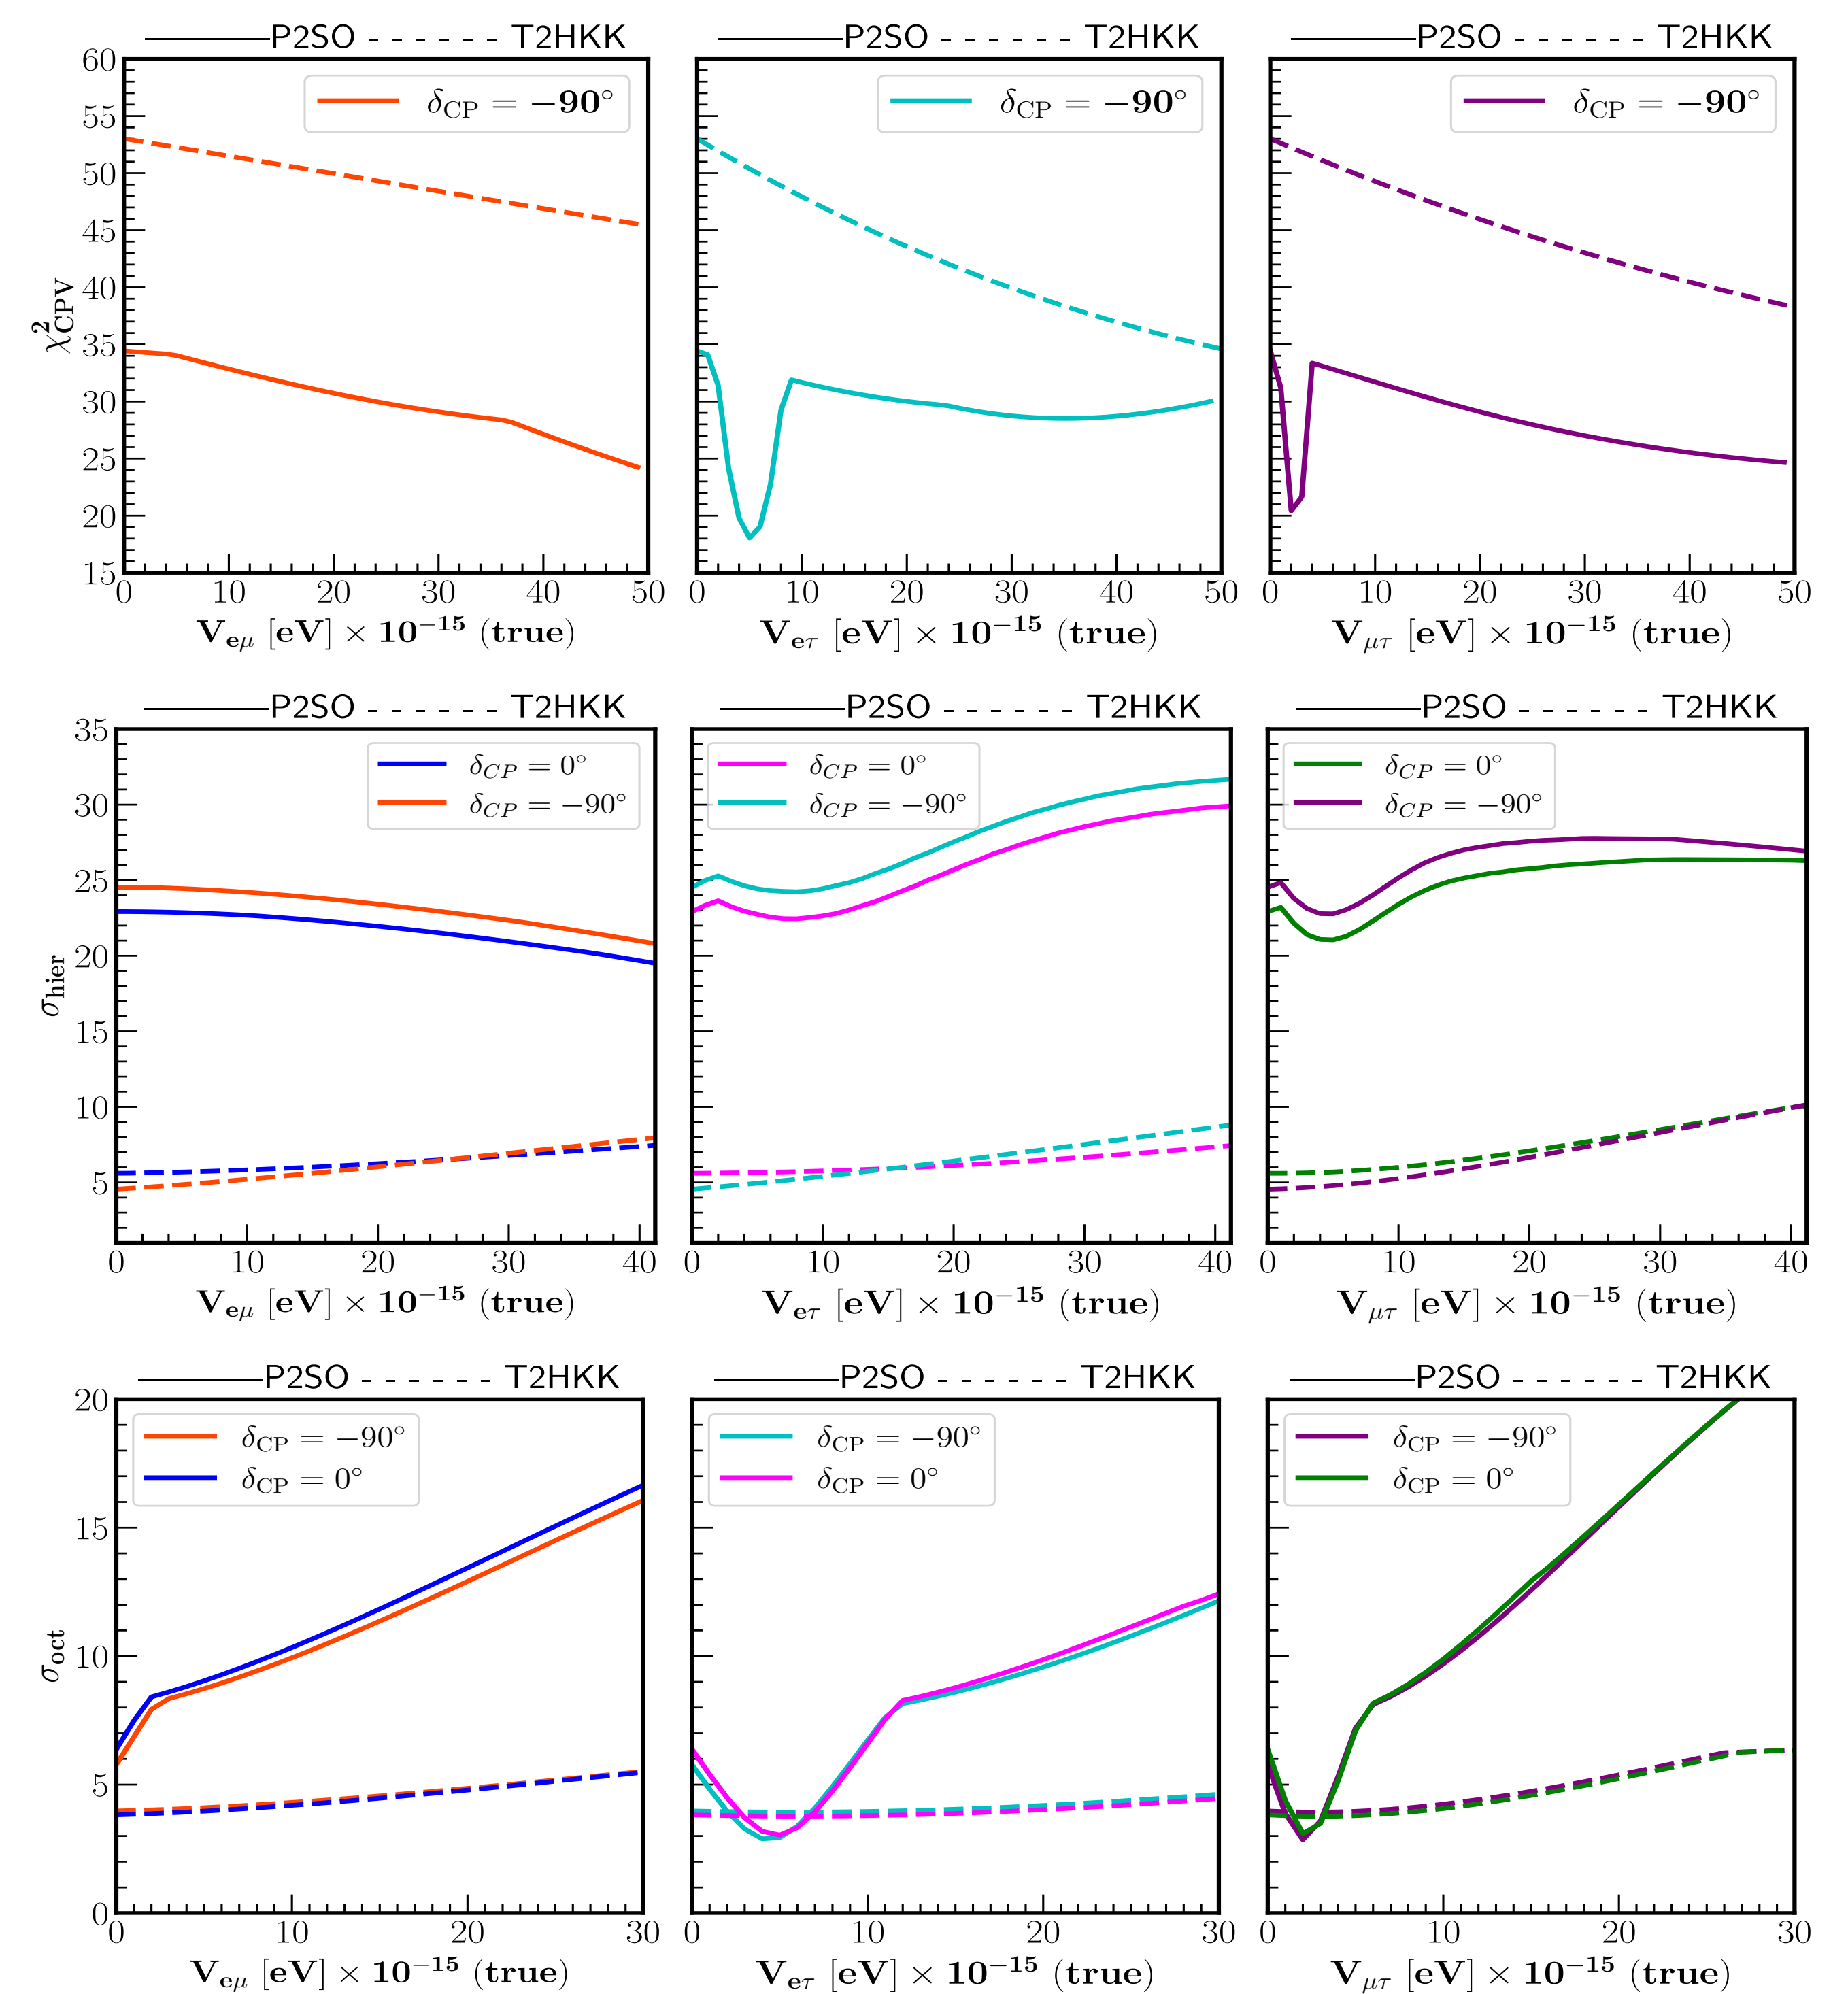 P2SO T2HKK P2SO T2HKK P2SO T2HKK
δCP = −90° δCP = −90° δCP = −90°
60
55
50
45
40
35
30
25
20
15
χ²CPV
0 10 20 30 40 50 0 10 20 30 40 50 0 10 20 30 40 50
Veμ [eV] × 10⁻¹⁵ (true) Veτ [eV] × 10⁻¹⁵ (true) Vμτ [eV] × 10⁻¹⁵ (true)
P2SO T2HKK P2SO T2HKK P2SO T2HKK
δCP = 0° δCP = 0° δCP = 0°
δCP = −90° δCP = −90° δCP = −90°
35
30
25
20
15
10
5
σhier
0 10 20 30 40 0 10 20 30 40 0 10 20 30 40
Veμ [eV] × 10⁻¹⁵ (true) Veτ [eV] × 10⁻¹⁵ (true) Vμτ [eV] × 10⁻¹⁵ (true)
P2SO T2HKK P2SO T2HKK P2SO T2HKK
δCP = −90° δCP = −90° δCP = −90°
δCP = 0° δCP = 0° δCP = 0°
20
15
10
5
0
σoct
0 10 20 30 0 10 20 30 0 10 20 30
Veμ [eV] × 10⁻¹⁵ (true) Veτ [eV] × 10⁻¹⁵ (true) Vμτ [eV] × 10⁻¹⁵ (true)